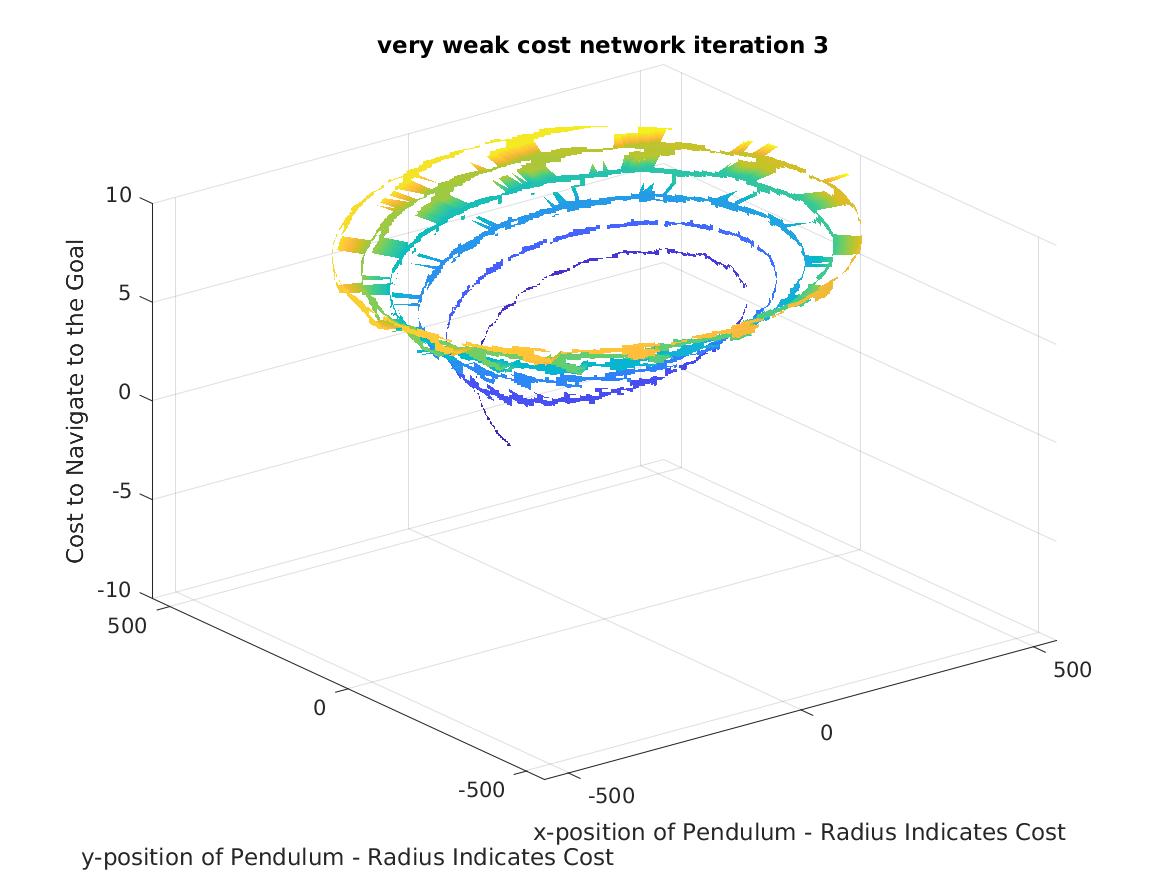 very weak cost network iteration 3
10
5
0
-5
-10
Cost to Navigate to the Goal
500
0
-500
-500
0
500
x-position of Pendulum - Radius Indicates Cost
y-position of Pendulum - Radius Indicates Cost